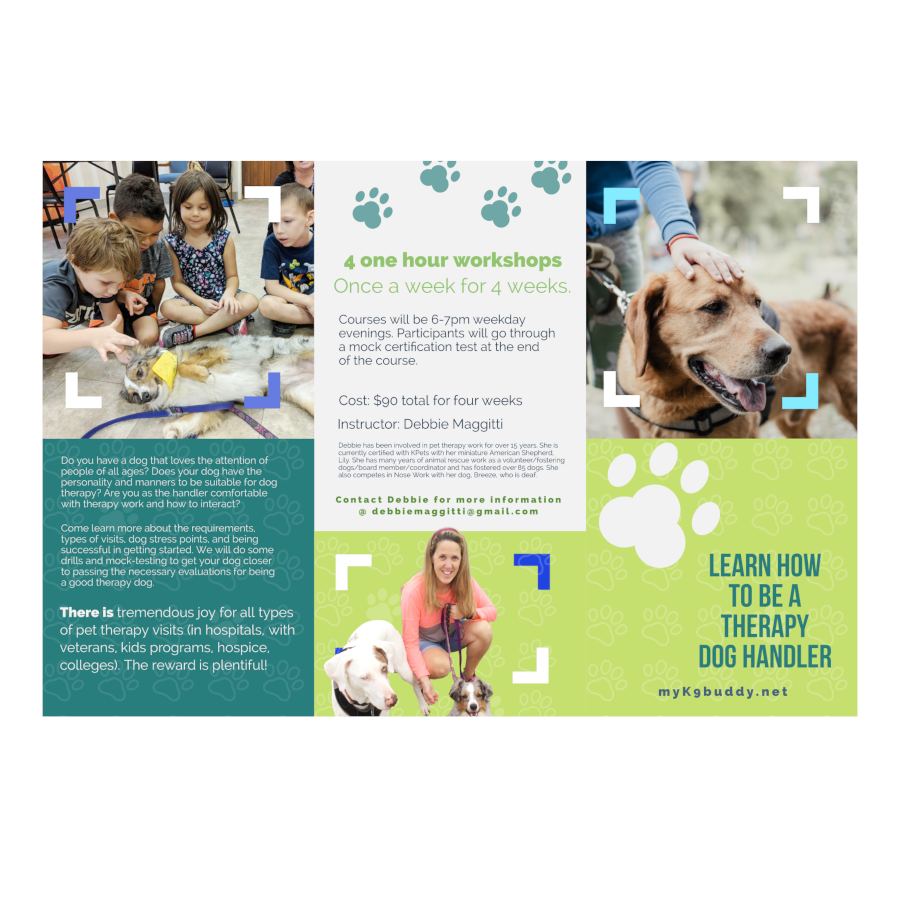 Do you have a dog that loves the attention of
people of all ages? Does your dog have the
personality and manners to be suitable for dog
therapy? Are you as the handler comfortable
with therapy work and how to interact?
Come learn more about the requirements,
types of visits, dog stress points, and being
successful in getting started. We will do some
drills and mock-testing to get your dog closer
to passing the necessary evaluations for being
a good therapy dog.
There is tremendous joy for all types
of pet therapy visits (in hospitals, with
veterans, kids programs, hospice,
colleges). The reward is plentiful!
4 one hour workshops
Once a week for 4 weeks.
Courses will be 6-7pm weekday
evenings. Participants will go through
a mock certification test at the end
of the course.
Cost: $90 total for four weeks
Instructor: Debbie Maggitti
Debbie has been involved in pet therapy work for over 15 years. She is
currently certified with KPets with her miniature American Shepherd,
Lily. She has many years of animal rescue work as a volunteer/fostering
dogs/board member/coordinator and has fostered over 85 dogs. She
also competes in Nose Work with her dog, Breeze, who is deaf.
Contact Debbie for more information
@ debbiemaggitti@gmail.com
LEARN HOW
TO BE A
THERAPY
DOG HANDLER
myK9buddy.net